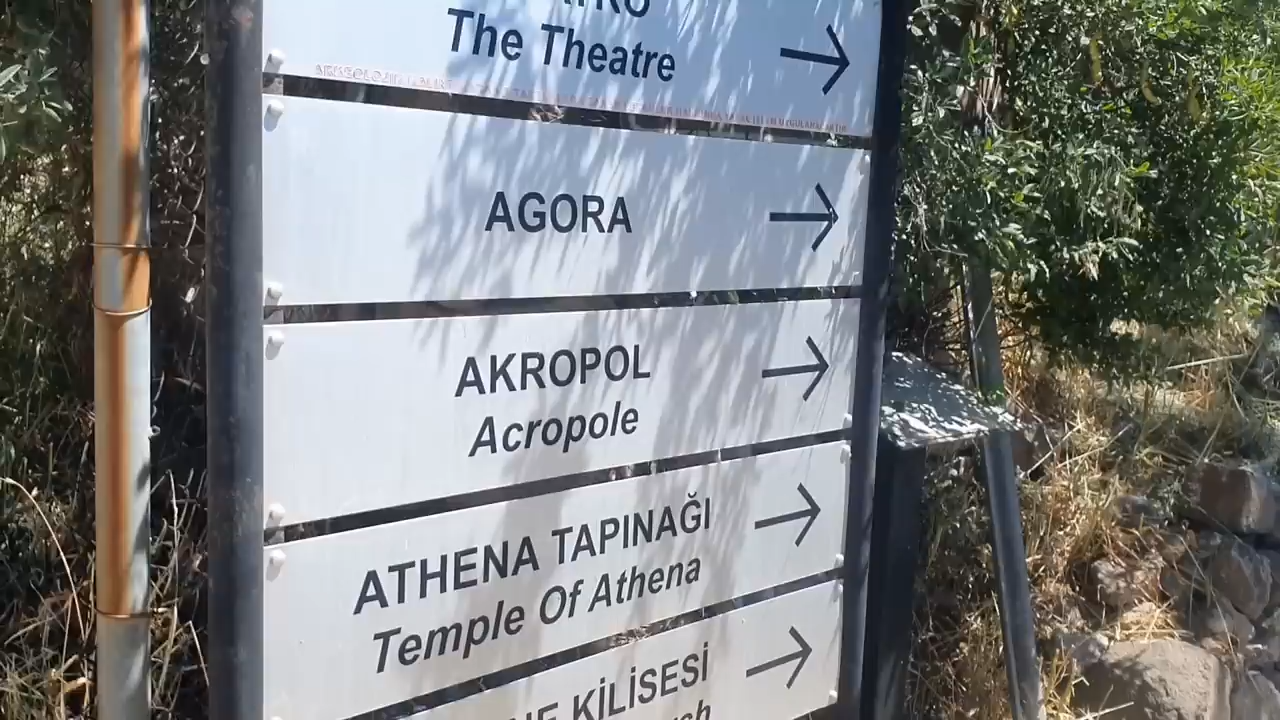 The Theatre
AGORA
AKROPOL
Acropole
ATHENA TAPINAĞI
Temple Of Athena
KİLİSESİ